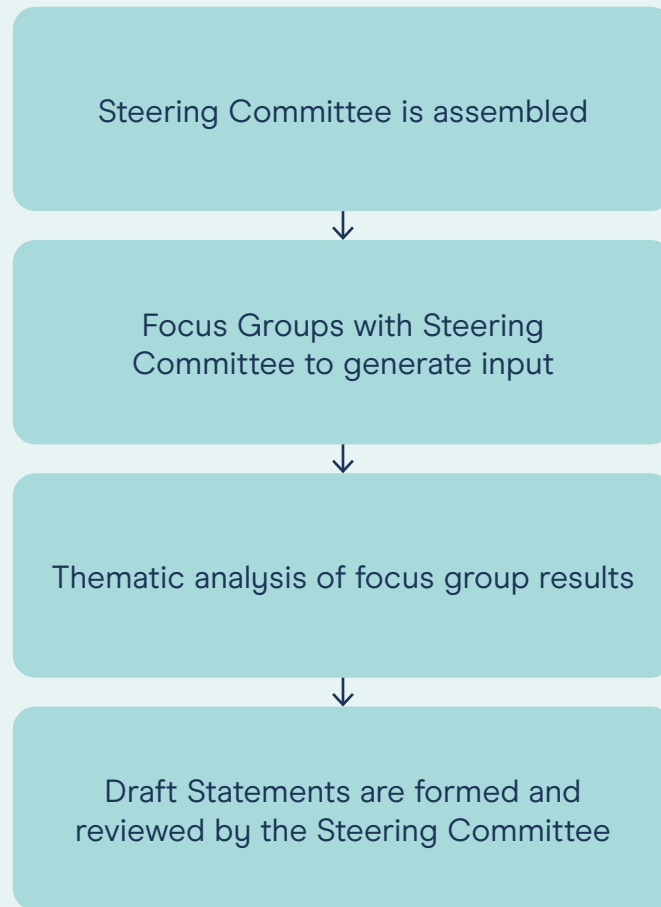 Steering Committee is assembled
Focus Groups with Steering
Committee to generate input
Thematic analysis of focus group results
Draft Statements are formed and
reviewed by the Steering Committee